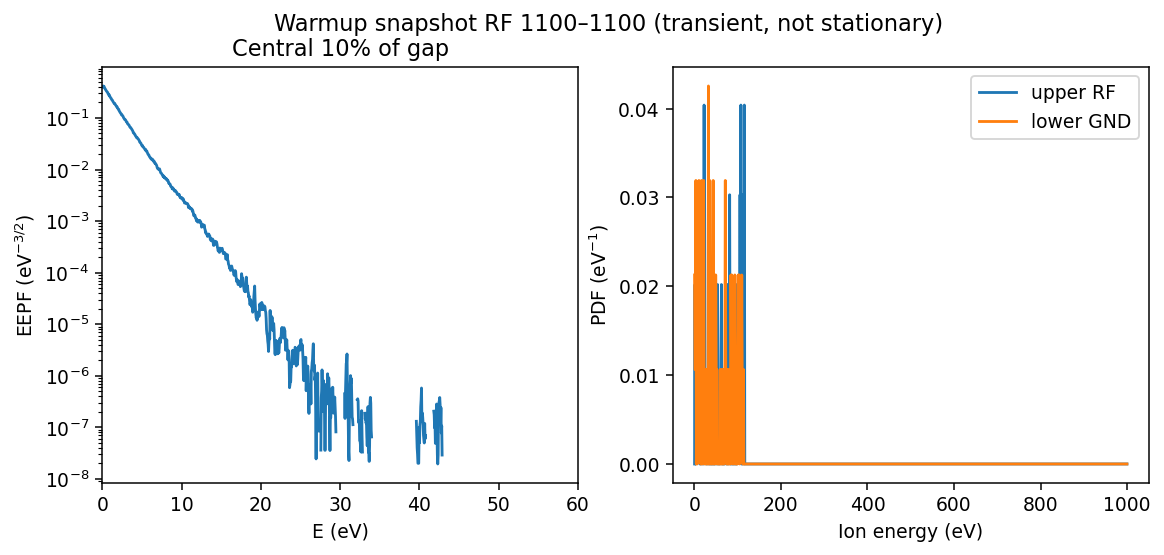 Warmup snapshot RF 1100–1100 (transient, not stationary)
Central 10% of gap
EEPF (eV⁻³ᐟ²)
10⁻¹
10⁻²
10⁻³
10⁻⁴
10⁻⁵
10⁻⁶
10⁻⁷
10⁻⁸
0 10 20 30 40 50 60
E (eV)
PDF (eV⁻¹)
0.04
0.03
0.02
0.01
0.00
upper RF
lower GND
0 200 400 600 800 1000
Ion energy (eV)